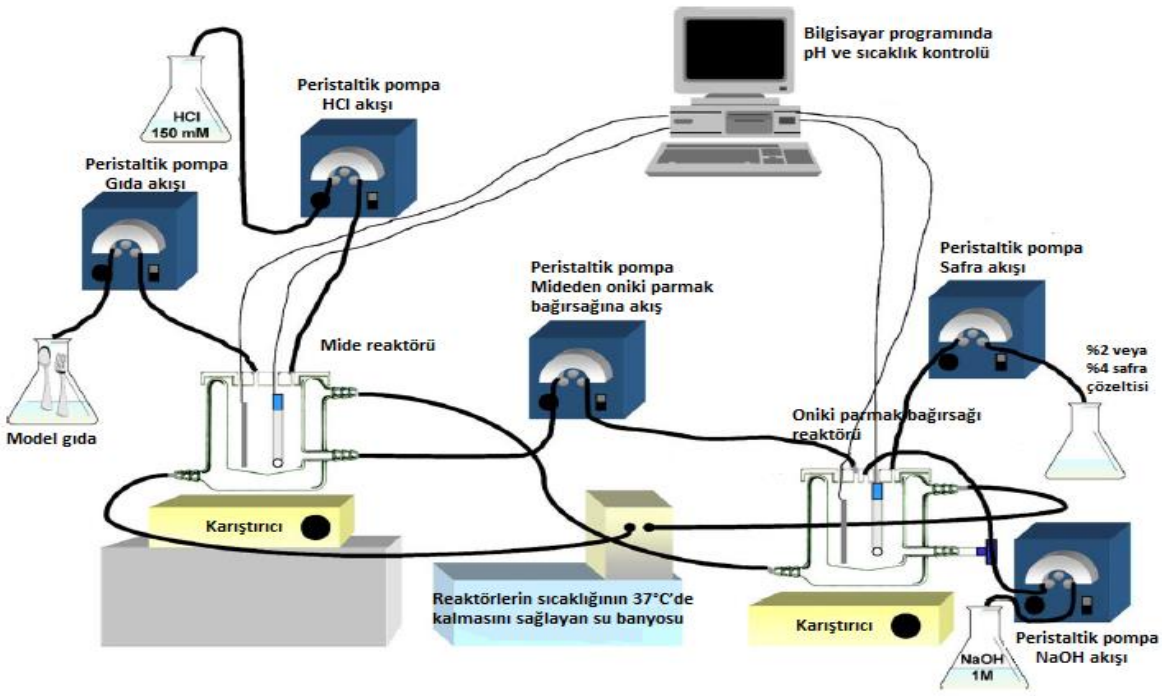 Bilgisayar programında
pH ve sıcaklık kontrolü
Peristaltik pompa
HCl akışı
HCl
150 mM
Peristaltik pompa
Gıda akışı
Peristaltik pompa
Safra akışı
Peristaltik pompa
Mideden oniki parmak
bağırsağına akış
Mide reaktörü
%2 veya
%4 safra
çözeltisi
Oniki parmak bağırsağı
reaktörü
Model gıda
Karıştırıcı
Reaktörlerin sıcaklığının 37°C'de
kalmasını sağlayan su banyosu
Karıştırıcı
Peristaltik pompa
NaOH akışı
NaOH
1M